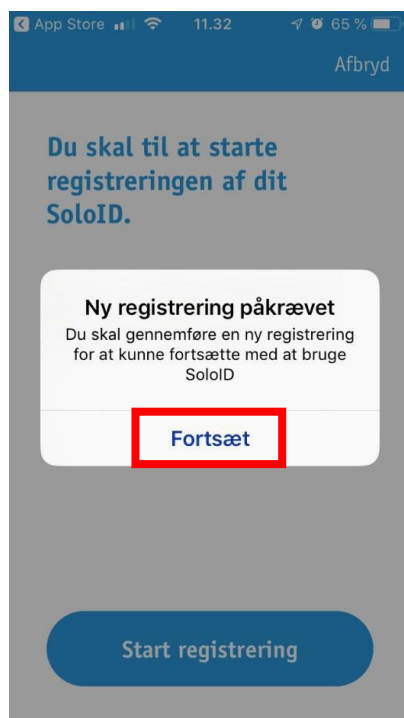 App Store 11.32 65 %
Afbryd
Du skal til at starte
registreringen af dit
SoloID.
Ny registrering påkrævet
Du skal gennemføre en ny registrering
for at kunne fortsætte med at bruge
SoloID
Fortsæt
Start registrering